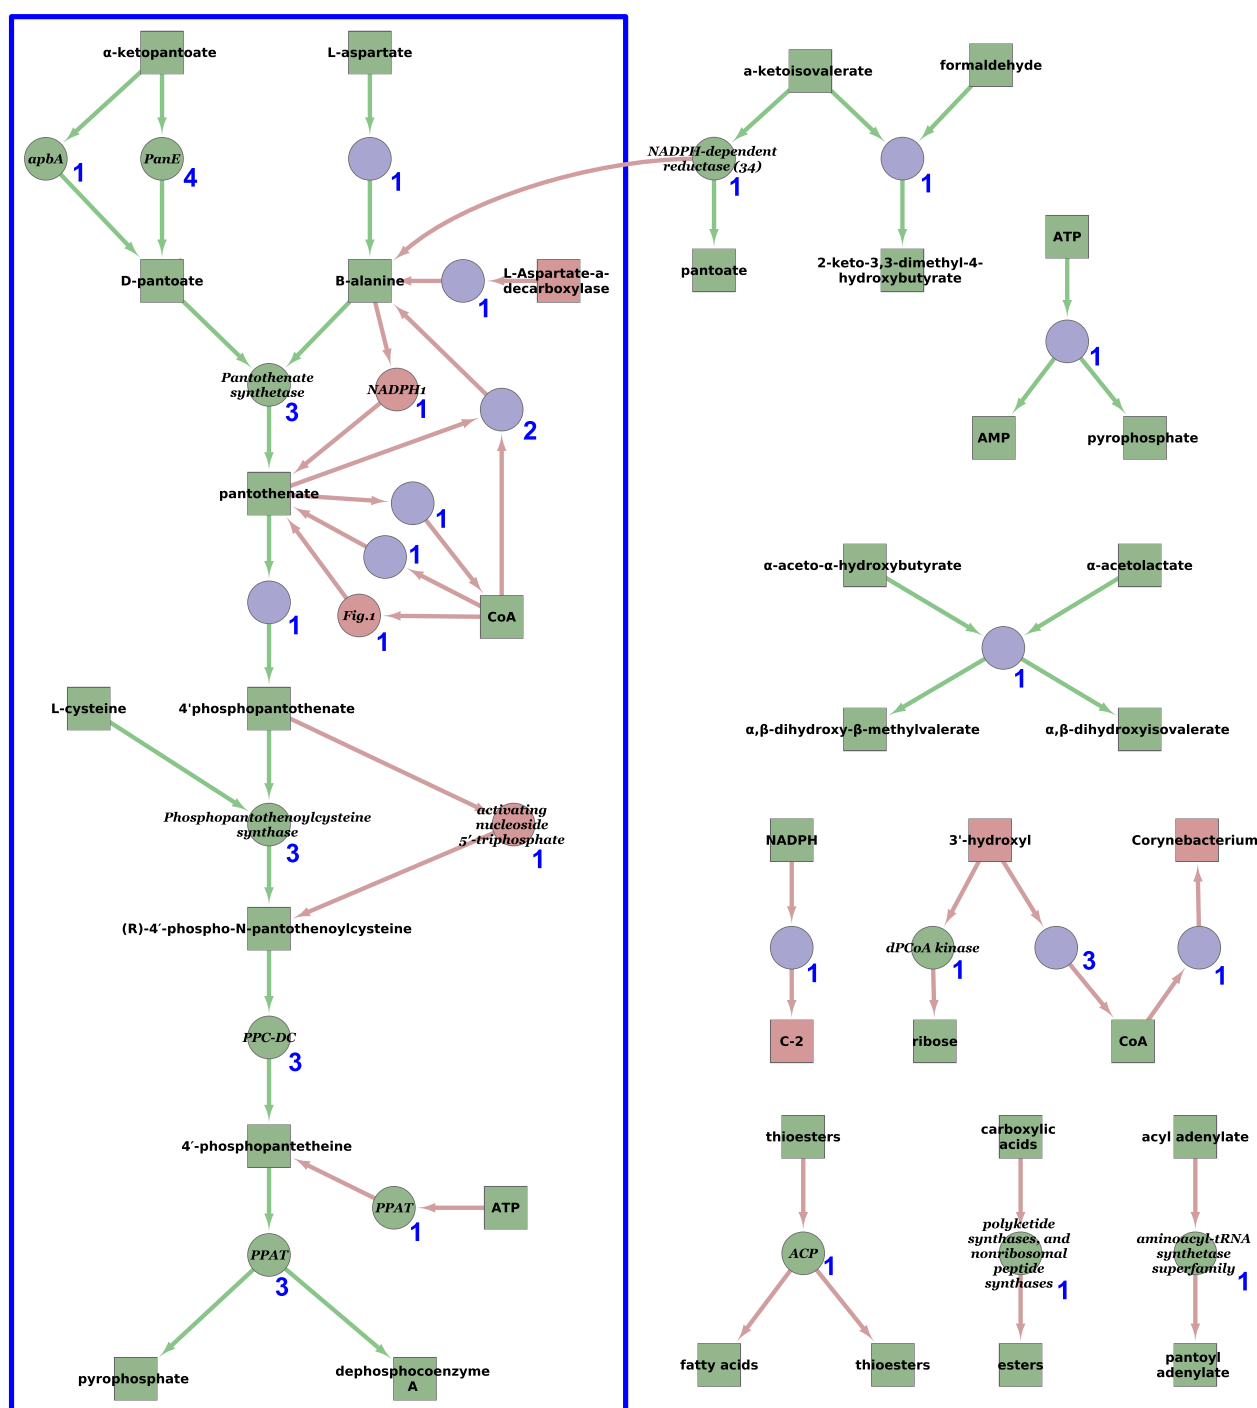 α-ketopantoate
L-aspartate
a-ketoisovalerate
formaldehyde
apbA
1
PanE
4
1
NADPH-dependent
reductase (34)
1
1
ATP
D-pantoate
B-alanine
1
L-Aspartate-a-
decarboxylase
pantoate
2-keto-3,3-dimethyl-4-
hydroxybutyrate
1
Pantothenate
synthetase
3
NADPH1
1
2
AMP
pyrophosphate
pantothenate
1
1
1
Fig.1
1
CoA
α-aceto-α-hydroxybutyrate
α-acetolactate
1
L-cysteine
4'phosphopantothenate
α,β-dihydroxy-β-methylvalerate
α,β-dihydroxyisovalerate
Phosphopantothenoylcysteine
synthase
3
activating
nucleoside
5′-triphosphate
1
NADPH
3'-hydroxyl
Corynebacterium
(R)-4′-phospho-N-pantothenoylcysteine
1
dPCoA kinase
1
3
1
PPC-DC
3
C-2
ribose
CoA
4′-phosphopantetheine
thioesters
carboxylic
acids
acyl adenylate
PPAT
1
ATP
PPAT
3
ACP
1
polyketide
synthases, and
nonribosomal
peptide
synthases
1
aminoacyl-tRNA
synthetase
superfamily
1
pyrophosphate
dephosphocoenzyme
A
fatty acids
thioesters
esters
pantoyl
adenylate